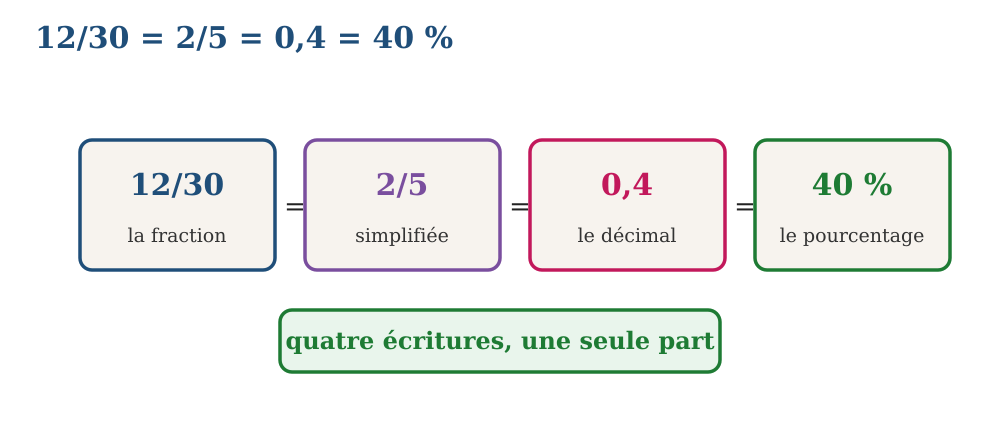 12/30 = 2/5 = 0,4 = 40 %
12/30 = 2/5 = 0,4 = 40 %
la fraction simplifiée le décimal le pourcentage
quatre écritures, une seule part